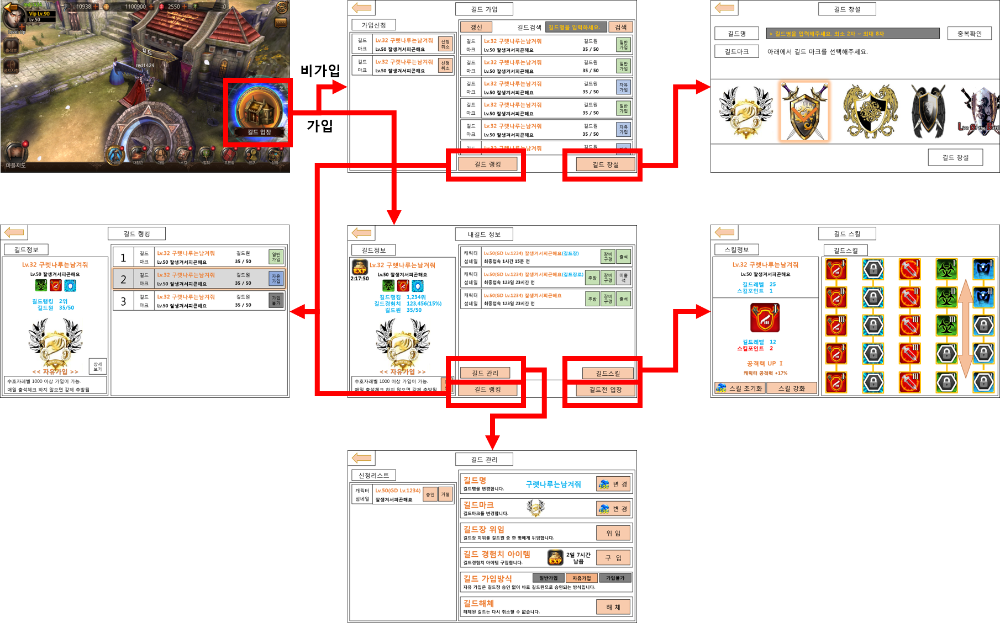 red1424
Vip Lv.90
Lv.50
Level Up
10938
1100900
2550
0
출석부
공지사항
길드
red1424
길드 입장
마을지도
아바타
대장간
가방
스킬
업적
우편함
친구
상점
비가입
가입
길드 가입
가입신청
길드
마크
Lv.32 구렛나루는남겨줘
Lv.50 잘생겨서피곤해요
신청
취소
길드
마크
Lv.32 구렛나루는남겨줘
Lv.50 잘생겨서피곤해요
신청
취소
갱신
길드검색
길드명을 입력하세요.
검색
길드
마크
Lv.32 구렛나루는남겨줘
Lv.50 잘생겨서피곤해요
길드원
35 / 50
일반
가입
길드
마크
Lv.32 구렛나루는남겨줘
Lv.50 잘생겨서피곤해요
길드원
35 / 50
일반
가입
길드
마크
Lv.32 구렛나루는남겨줘
Lv.50 잘생겨서피곤해요
길드원
35 / 50
자유
가입
길드
마크
Lv.32 구렛나루는남겨줘
Lv.50 잘생겨서피곤해요
길드원
35 / 50
일반
가입
길드
마크
Lv.32 구렛나루는남겨줘
Lv.50 잘생겨서피곤해요
길드원
35 / 50
자유
가입
길드
Lv.32 구렛나루는남겨줘
길드원
자유
길드 랭킹
길드 창설
길드 창설
길드명
> 길드명을 입력해주세요. 최소 2자 ~ 최대 8자
중복확인
길드마크
아래에서 길드 마크를 선택해주세요.
Lion of the Battl
길드 창설
길드 랭킹
길드정보
Lv.32 구렛나루는남겨줘
Lv.50 잘생겨서피곤해요
길드랭킹 2위
길드원 35/50
<< 자유가입 >>
상세
보기
수호자레벨 1000 이상 가입이 가능.
매일 출석체크 하지 않으면 강제 추방됨
1
길드
마크
Lv.32 구렛나루는남겨줘
Lv.50 잘생겨서피곤해요
길드원
35 / 50
일반
가입
2
길드
마크
Lv.32 구렛나루는남겨줘
Lv.50 잘생겨서피곤해요
길드원
35 / 50
자유
가입
3
길드
마크
Lv.32 구렛나루는남겨줘
Lv.50 잘생겨서피곤해요
길드원
35 / 50
가입
불가
내길드 정보
길드정보
EXP
2:17:50
Lv.32 구렛나루는남겨줘
Lv.50 잘생겨서피곤해요
길드랭킹 1,234위
길드경험치 123,456(15%)
길드원 35/50
<< 자유가입 >>
수호자레벨 1000 이상 가입이 가능.
매일 출석체크 하지 않으면 강제 추방됨
캐릭터
섬네일
Lv.50(GD Lv.1234) 잘생겨서피곤해요(길드장)
최종접속 1시간 15분 전
장비
구경
출석
캐릭터
섬네일
Lv.50(GD Lv.1234) 잘생겨서피곤해요(길드장로)
최종접속 123일 23시간 전
추방
장비
구경
미출
석
캐릭터
섬네일
Lv.50(GD Lv.1234) 잘생겨서피곤해요
최종접속 123일 23시간 전
추방
장비
구경
출석
길드 관리
길드스킬
길드 랭킹
길드전 입장
길드 스킬
스킬정보
Lv.32 구렛나루는남겨줘
Lv.50 잘생겨서피곤해요
길드레벨 25
스킬포인트 1
I
길드레벨 12
스킬포인트 2
공격력 UP I
캐릭터 공격력 +17%
100 스킬 초기화
스킬 강화
길드스킬
I I I I
II II II II
III III III
III III
I I
길드 관리
신청리스트
캐릭터
섬네일
Lv.50(GD Lv.1234)
잘생겨서피곤해요
승인
거절
길드명
길드명을 변경합니다.
구렛나루는남겨줘
100 변 경
길드마크
길드마크를 변경합니다.
100 변 경
길드장 위임
길드장 지위를 길드원 중 한 명에게 위임합니다.
위 임
길드 경험치 아이템
길드경험치 아이템 구입합니다.
EXP
2일 7시간
남음
구 입
길드 가입방식
일반가입
자유가입
가입불가
자유 가입은 길드장 승인 없이 바로 길드원으로 승인되는 방식입니다.
길드해체
해체된 길드는 다시 취소할 수 없습니다.
해 체